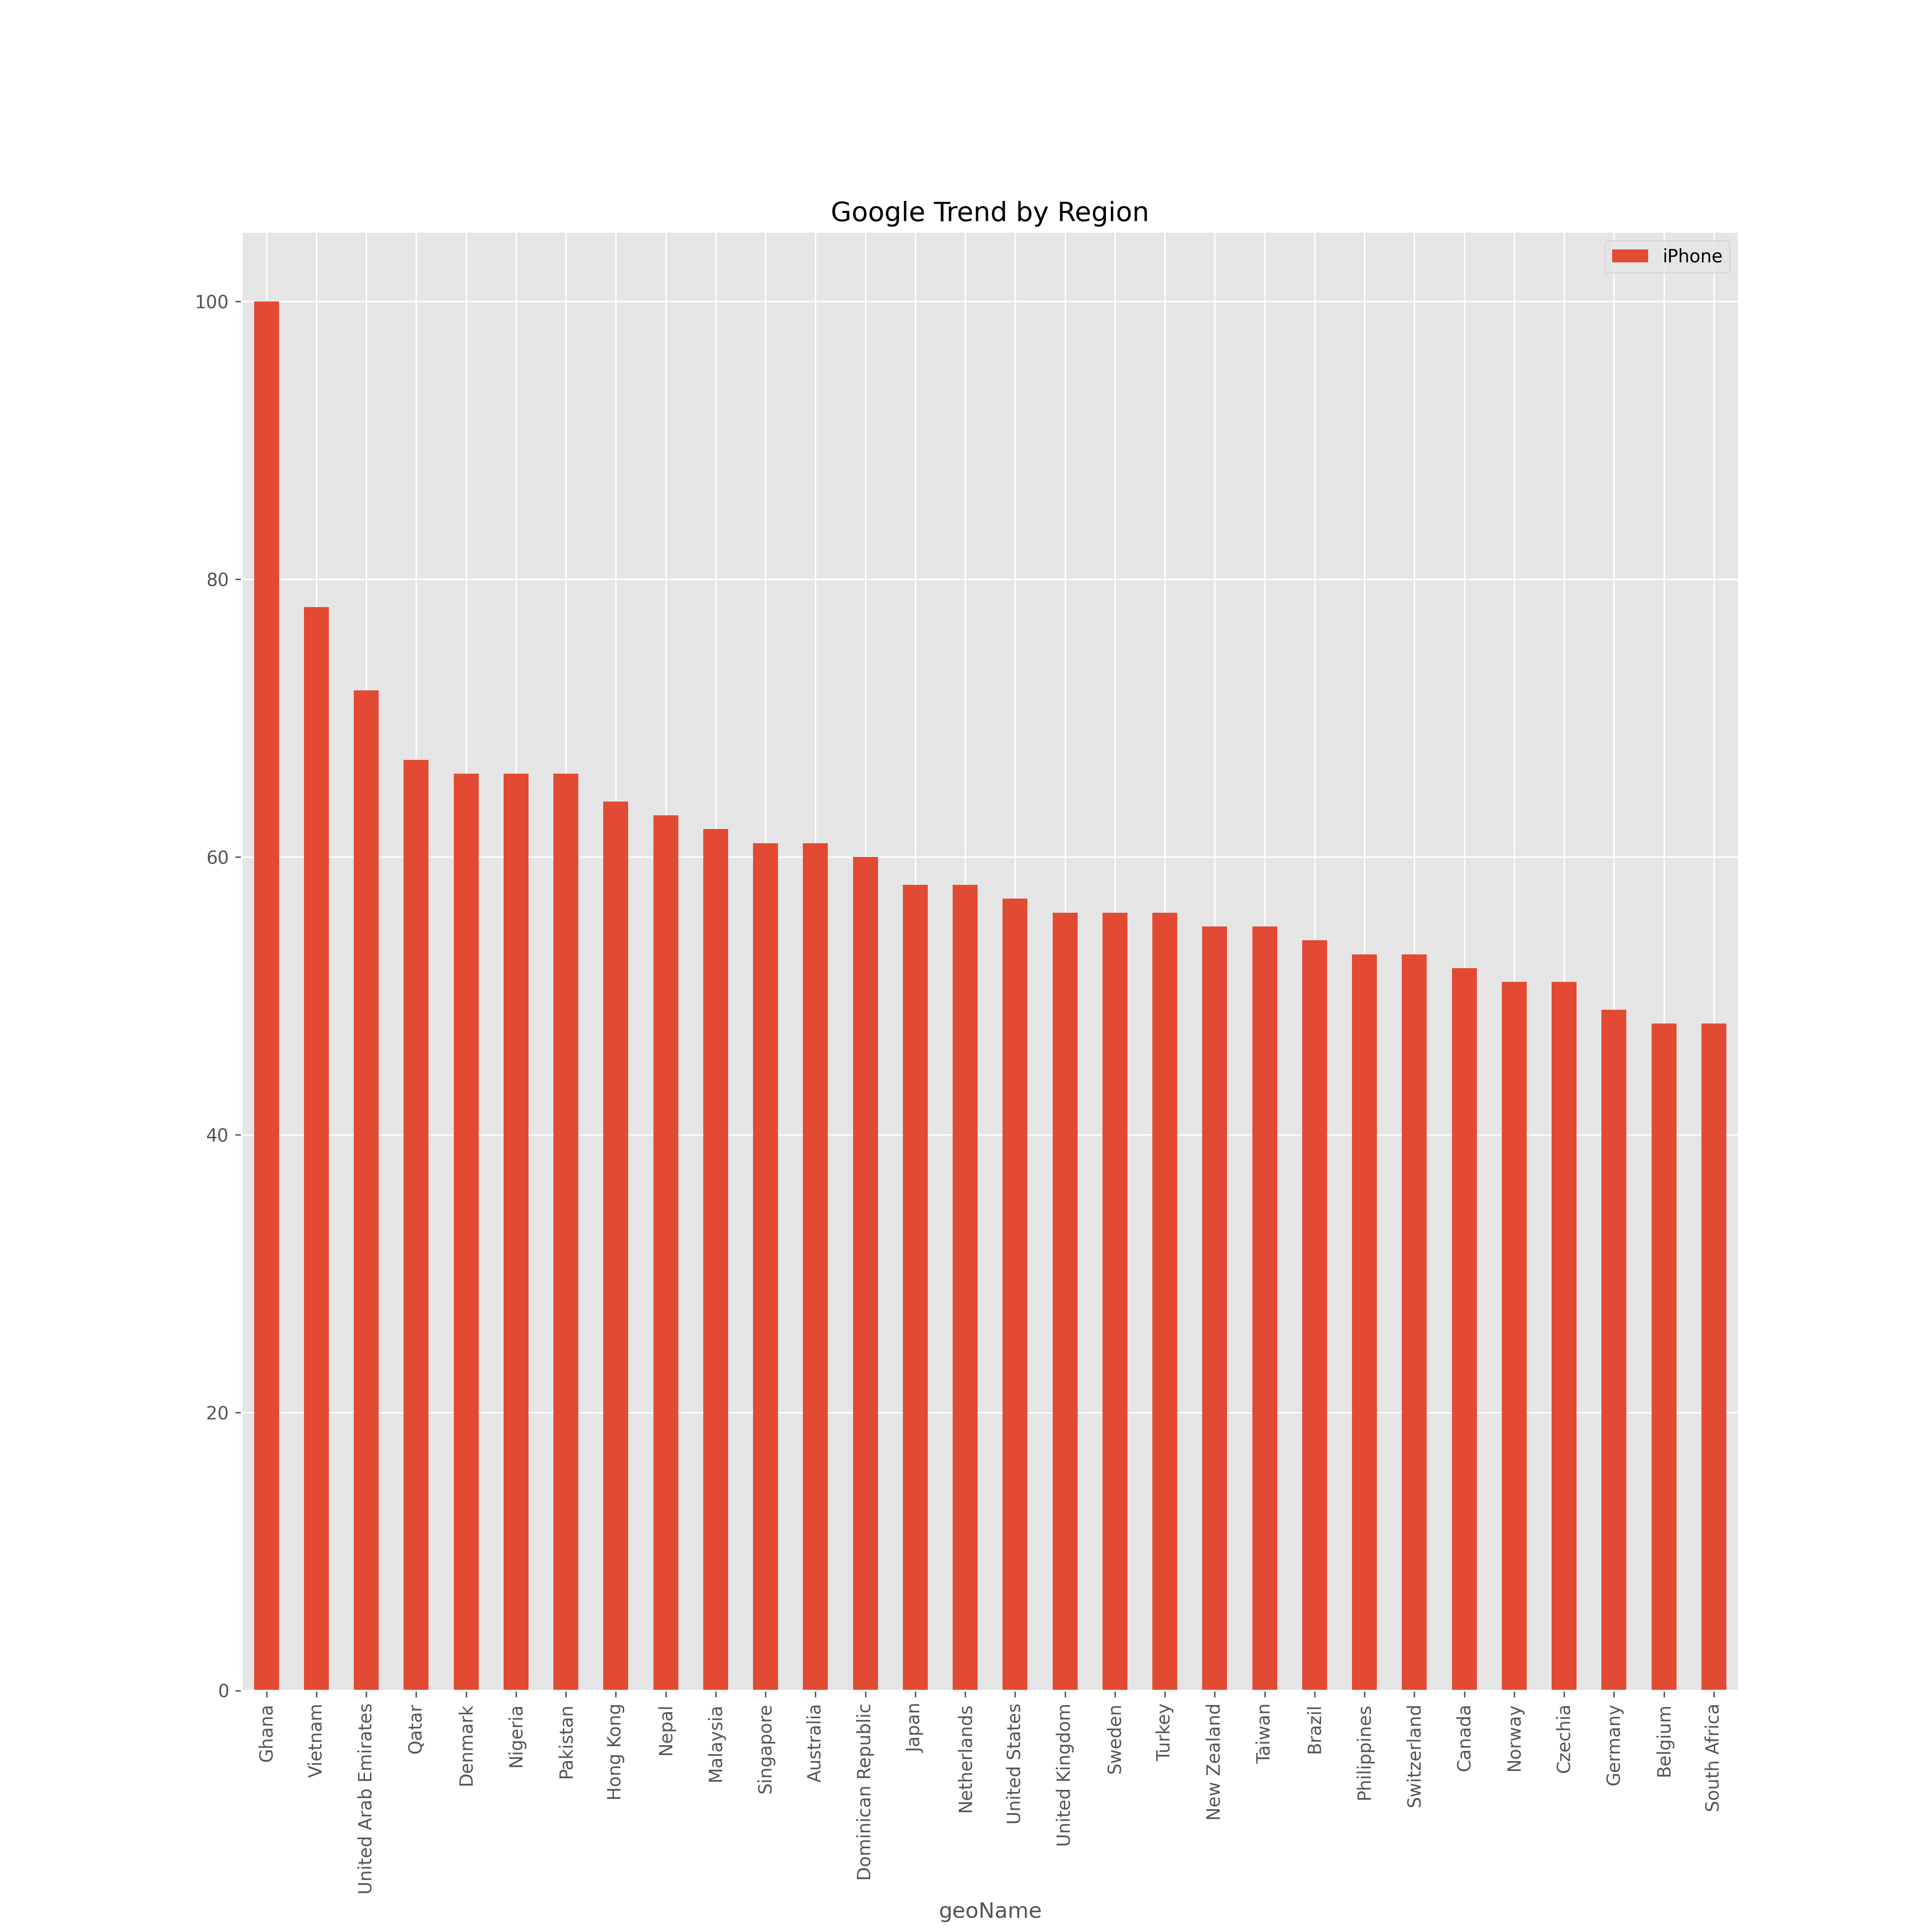 Google Trend by Region
iPhone
100
80
60
40
20
0
Ghana
Vietnam
United Arab Emirates
Qatar
Denmark
Nigeria
Pakistan
Hong Kong
Nepal
Malaysia
Singapore
Australia
Dominican Republic
Japan
Netherlands
United States
United Kingdom
Sweden
Turkey
New Zealand
Taiwan
Brazil
Philippines
Switzerland
Canada
Norway
Czechia
Germany
Belgium
South Africa
geoName